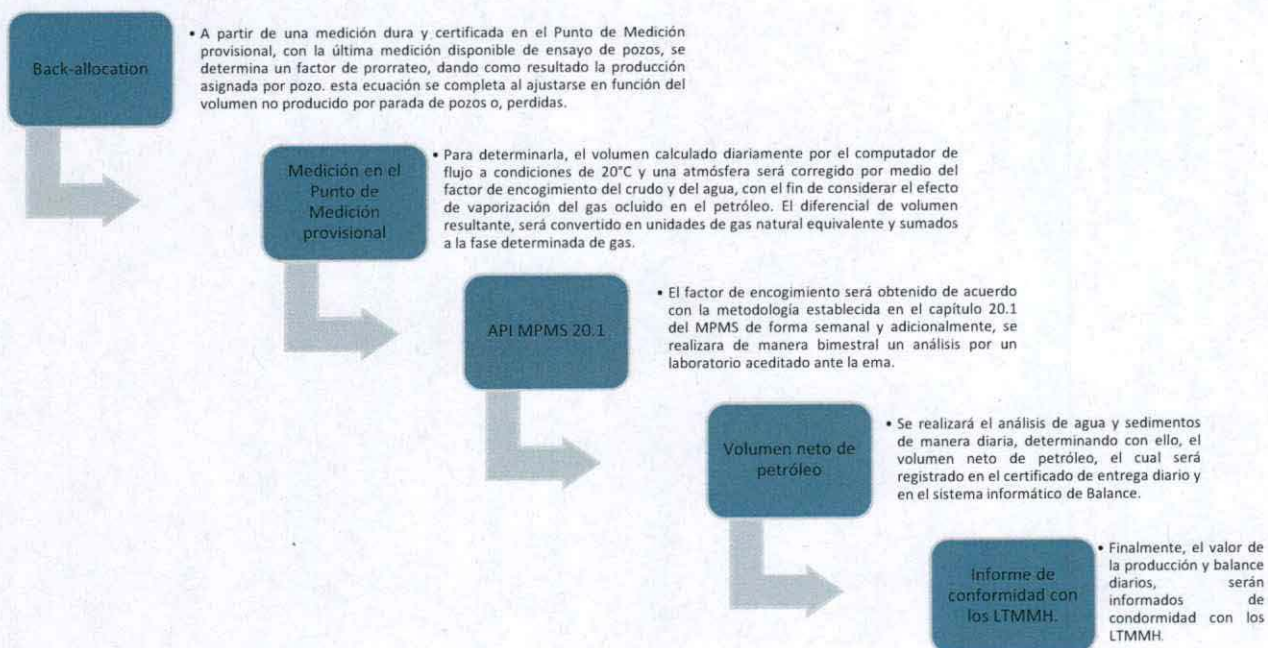 Back-allocation
• A partir de una medición dura y certificada en el Punto de Medición
provisional, con la última medición disponible de ensayo de pozos, se
determina un factor de prorrateo, dando como resultado la producción
asignada por pozo. esta ecuación se completa al ajustarse en función del
volumen no producido por parada de pozos o, perdidas.
Medición en el
Punto de
Medición
provisional
• Para determinarla, el volumen calculado diariamente por el computador de
flujo a condiciones de 20°C y una atmósfera será corregido por medio del
factor de encogimiento del crudo y del agua, con el fin de considerar el efecto
de vaporización del gas ocluido en el petróleo. El diferencial de volumen
resultante, será convertido en unidades de gas natural equivalente y sumados
a la fase determinada de gas.
API MPMS 20.1
• El factor de encogimiento será obtenido de acuerdo
con la metodología establecida en el capítulo 20.1
del MPMS de forma semanal y adicionalmente, se
realizara de manera bimestral un análisis por un
laboratorio aceditado ante la ema.
Volumen neto de
petróleo
• Se realizará el análisis de agua y sedimentos
de manera diaria, determinando con ello, el
volumen neto de petróleo, el cual será
registrado en el certificado de entrega diario y
en el sistema informático de Balance.
Informe de
conformidad con
los LTMMH.
• Finalmente, el valor de
la producción y balance
diarios, serán
informados de
condormidad con los
LTMMH.